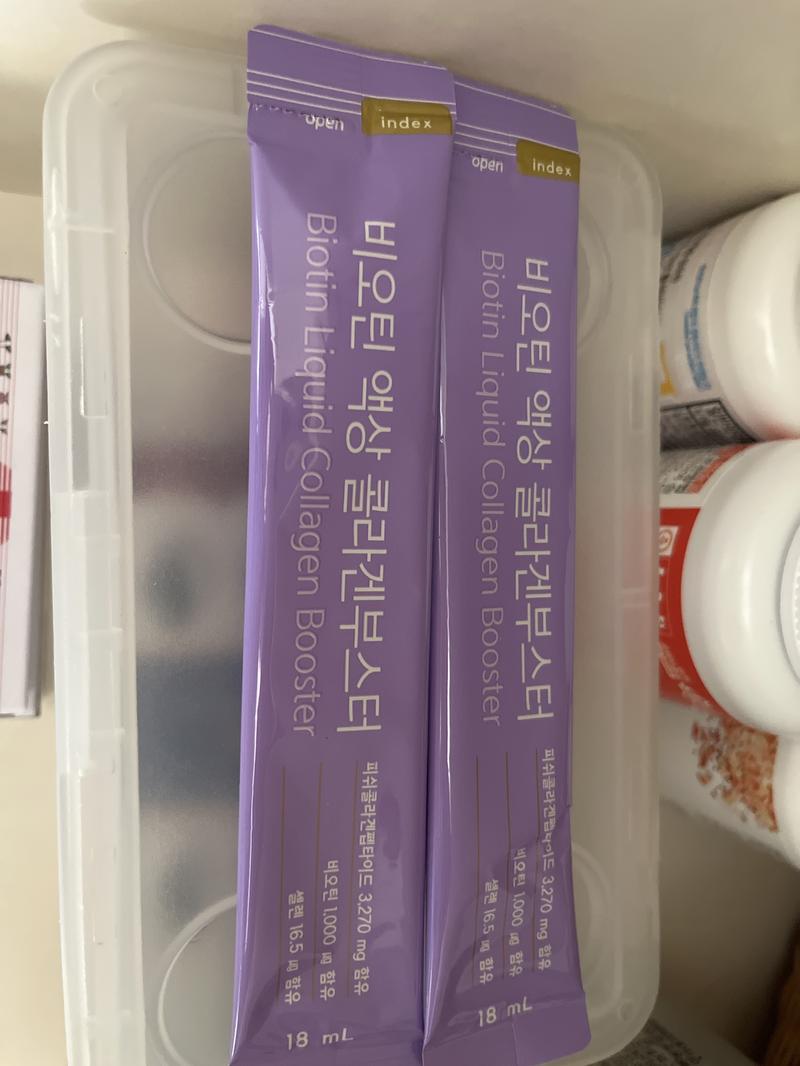 open
index
비오틴 액상 콜라겐부스터
Biotin Liquid Collagen Booster
피쉬콜라겐펩타이드 3,270 mg 함유
비오틴 1,000 μg 함유
셀렌 16.5 μg 함유
18 mL
open
index
비오틴 액상 콜라겐부스터
Biotin Liquid Collagen Booster
피쉬콜라겐펩타이드 3,270 mg 함유
비오틴 1,000 μg 함유
셀렌 16.5 μg 함유
18 mL